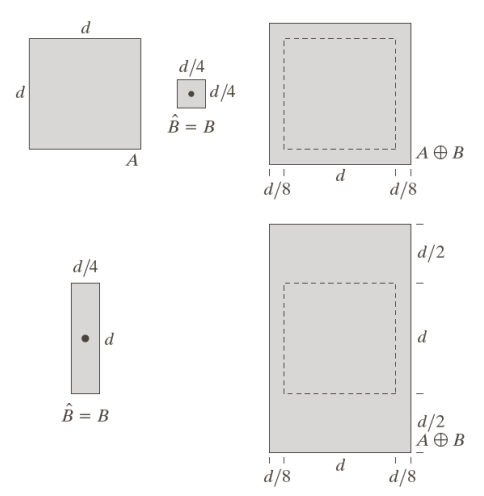 d
d
A
d/4
d/4
B̂ = B
A ⊕ B
d
d/8
d/8
d/4
d
B̂ = B
d/2
d
d/2
A ⊕ B
d
d/8
d/8